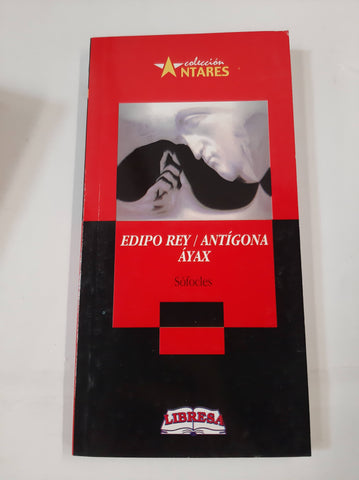 colección
ANTARES
EDIPO REY / ANTÍGONA
ÁYAX
Sófocles
LIBRESA